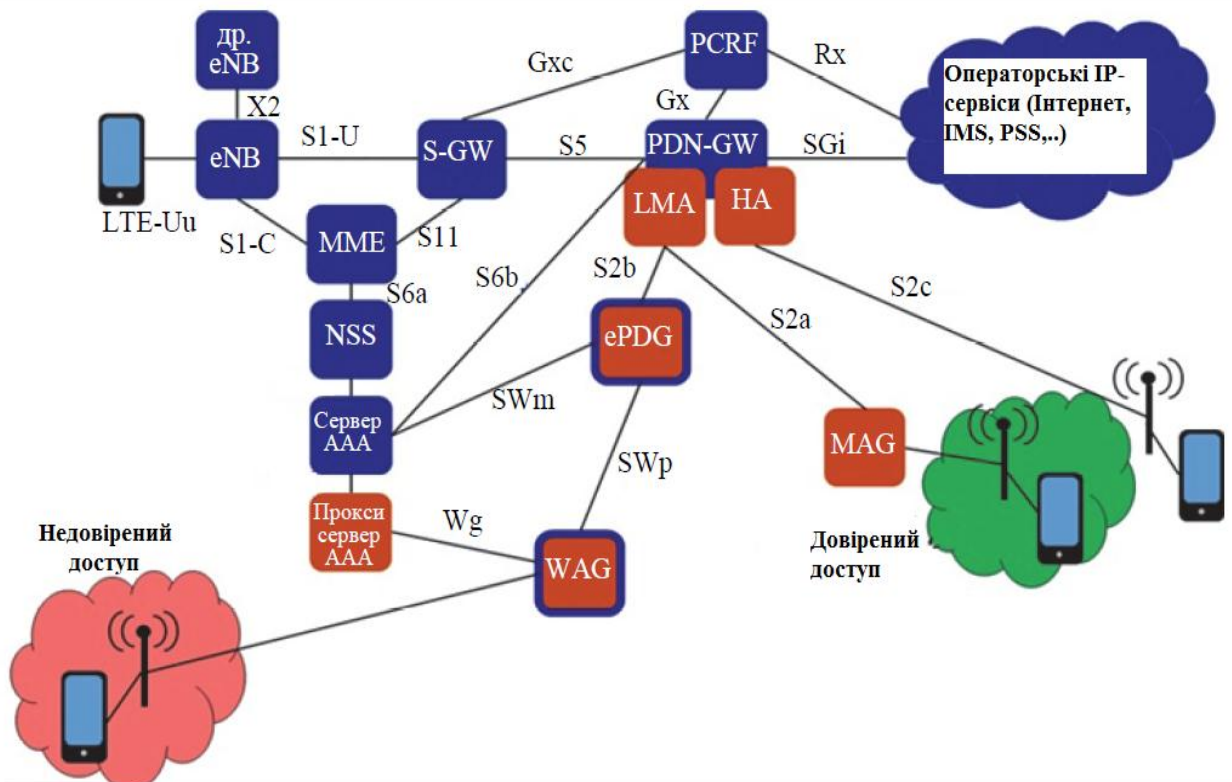 др.
eNB
PCRF
Gxc
Rx
Операторські IP-
сервіси (Інтернет,
IMS, PSS,..)
X2
Gx
S1-U
eNB
S-GW
S5
PDN-GW
SGi
LMA
HA
LTE-Uu
S1-C
MME
S11
S6b
S2b
S2c
S6a
S2a
NSS
ePDG
SWm
Сервер
AAA
MAG
SWp
Прокси
сервер
AAA
Wg
Недовірений
доступ
Довірений
доступ
WAG